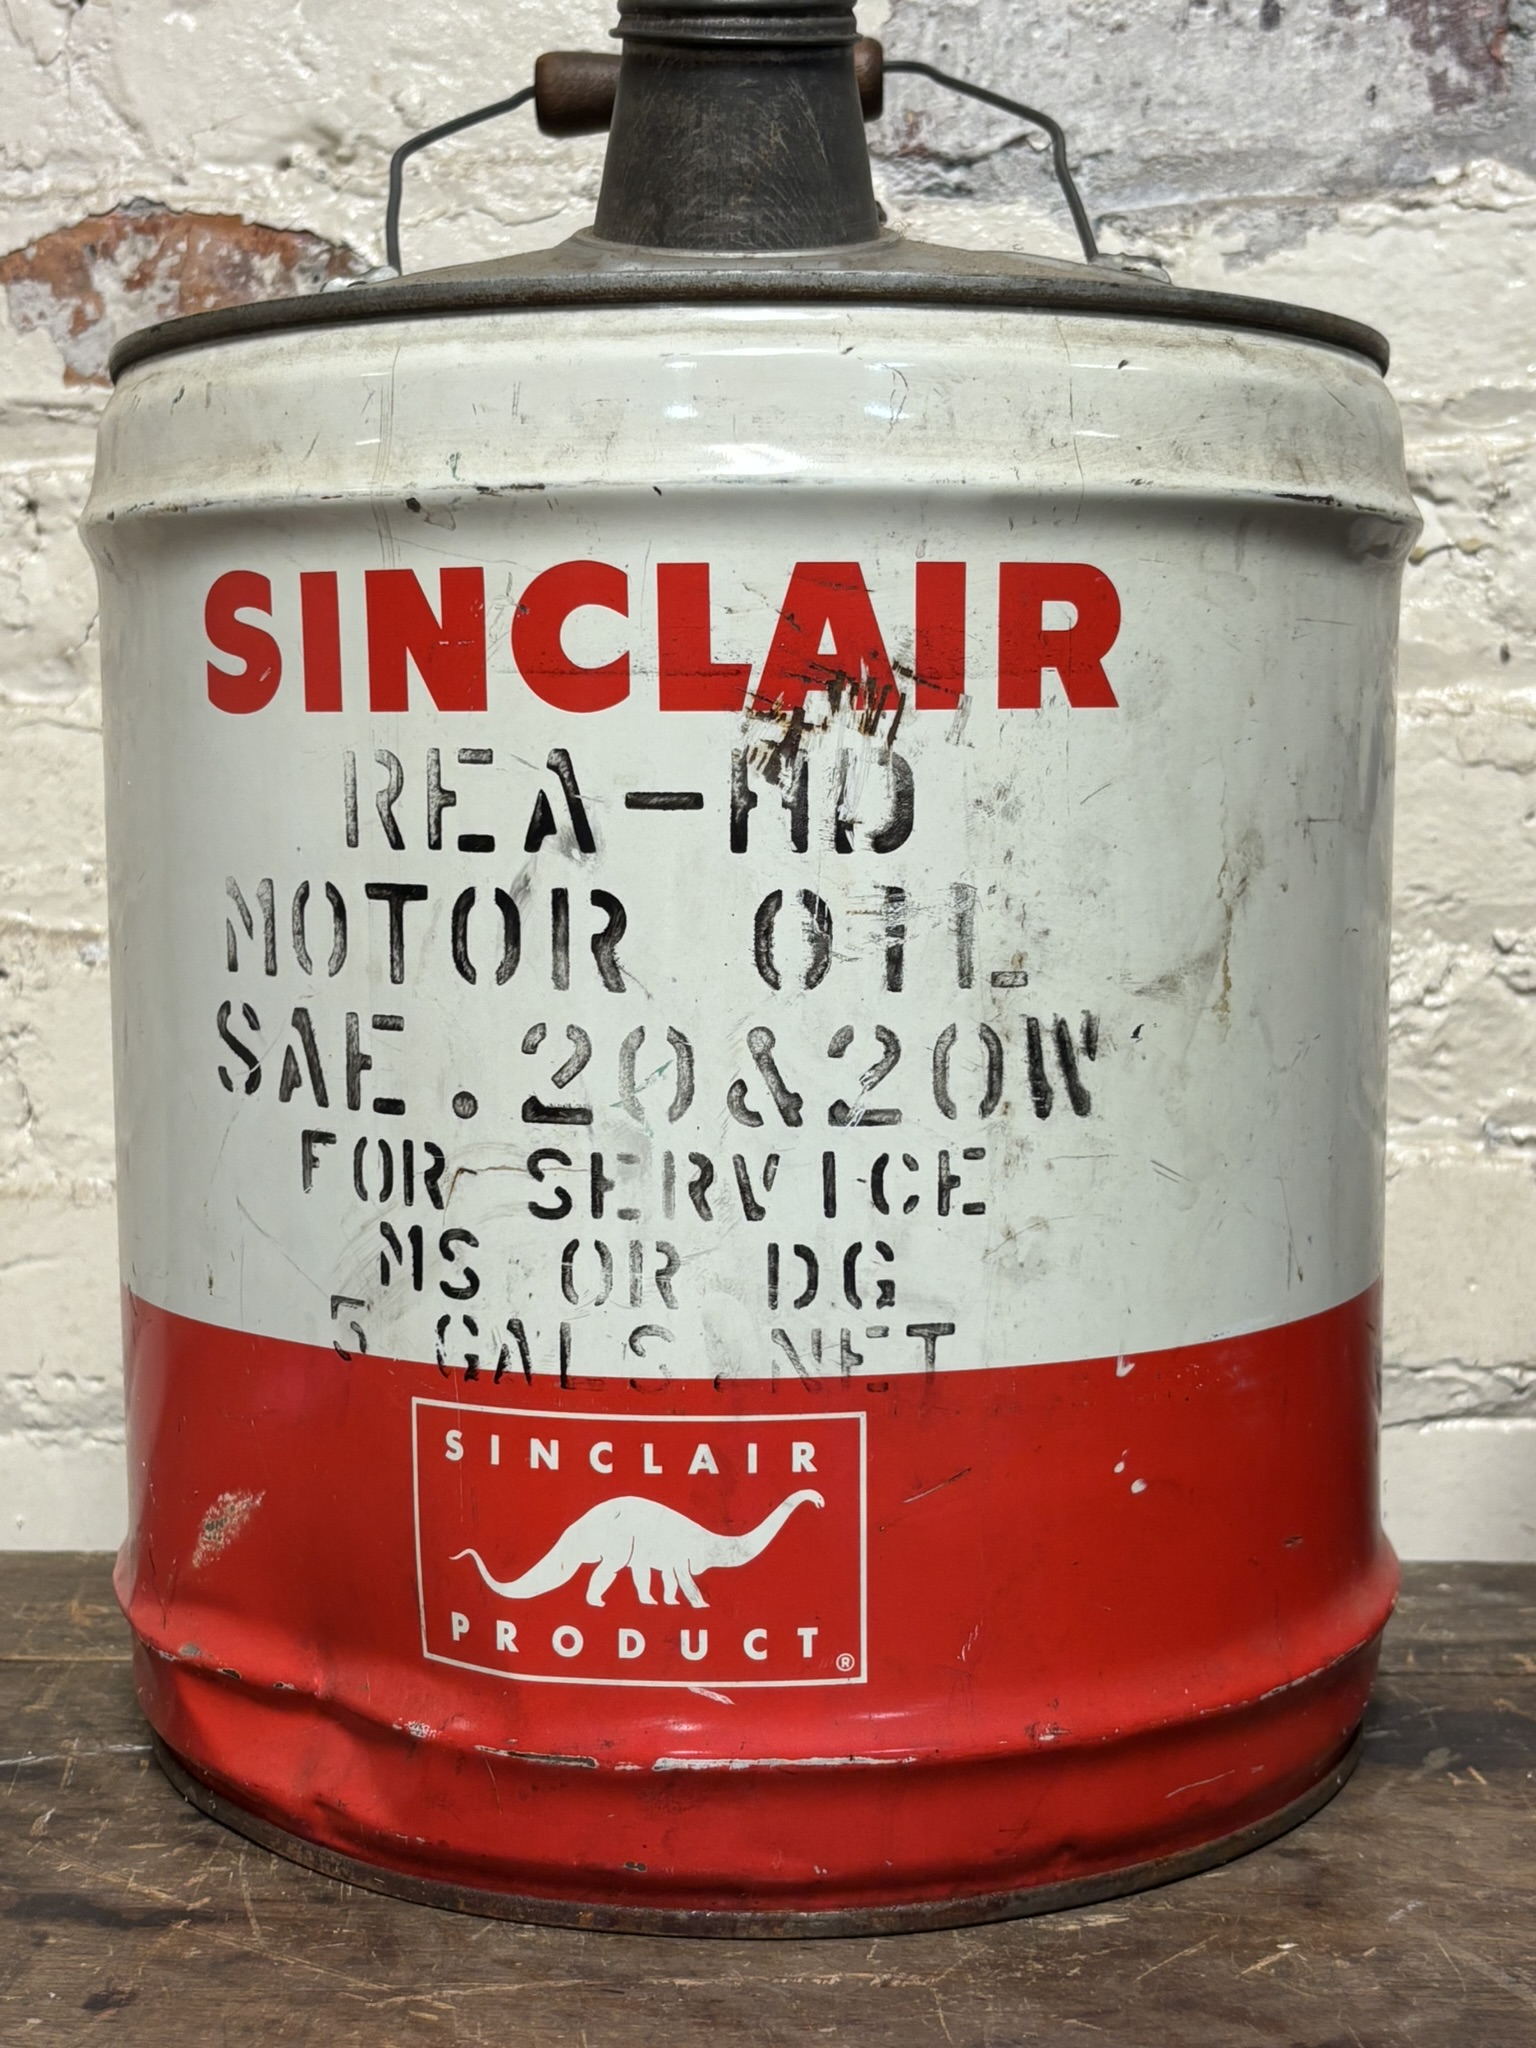 SINCLAIR
REA-HD
MOTOR OIL
SAE.20&20W
FOR SERVICE
MS OR DG
5 GALS.NET
SINCLAIR
PRODUCT®